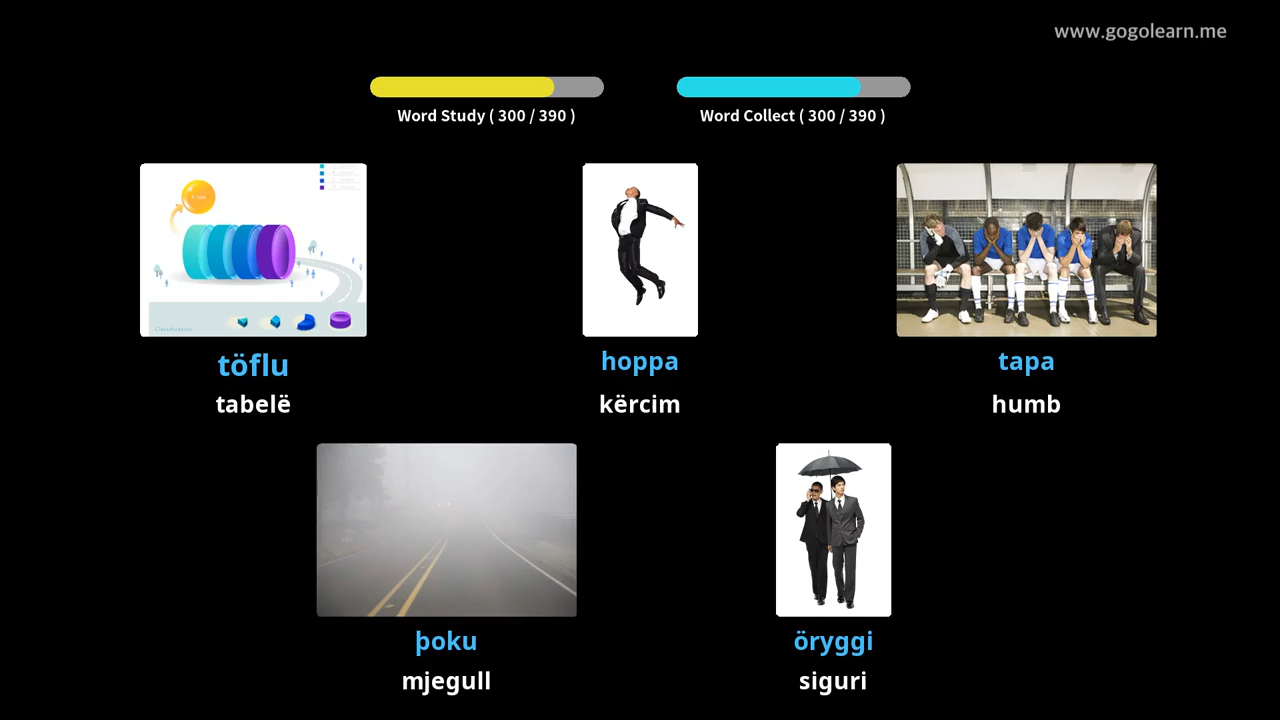 www.gogolearn.me
Word Study ( 300 / 390 )
Word Collect ( 300 / 390 )
töflu
tabelë
hoppa
kërcim
tapa
humb
þoku
mjegull
öryggi
siguri